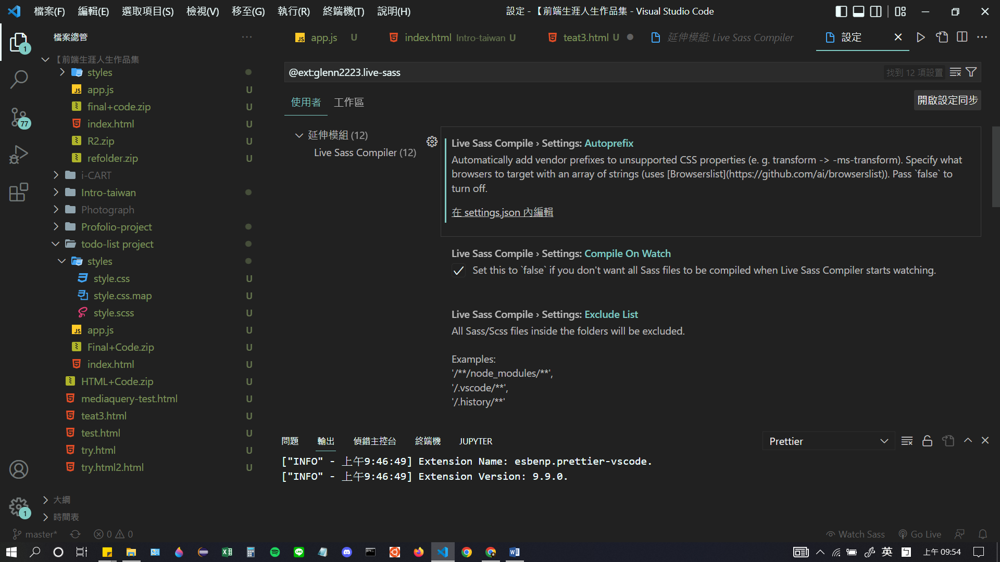 檔案(F) 編輯(E) 選取項目(S) 檢視(V) 移至(G) 執行(R) 終端機(T) 說明(H)
設定 - 【前端生涯人生作品集 - Visual Studio Code
檔案總管
【前端生涯人生作品集
styles
app.js U
final+code.zip U
index.html U
R2.zip U
refolder.zip U
i-CART
Intro-taiwan
Photograph
Profolio-project
todo-list project
styles
style.css U
style.css.map U
style.scss U
app.js U
Final+Code.zip U
index.html U
HTML+Code.zip U
mediaquery-test.html U
teat3.html U
test.html U
try.html U
try.html2.html U
大綱
時間表
1
77
1
app.js U
index.html Intro-taiwan U
teat3.html U
延伸模組: Live Sass Compiler
設定
@ext:glenn2223.live-sass
找到 12 項設置
使用者 工作區
開啟設定同步
延伸模組 (12)
Live Sass Compiler (12)
Live Sass Compile › Settings: Autoprefix
Automatically add vendor prefixes to unsupported CSS properties (e. g. transform -> -ms-transform). Specify what
browsers to target with an array of strings (uses [Browserslist](https://github.com/ai/browserslist)). Pass `false` to
turn off.
在 settings.json 內編輯
Live Sass Compile › Settings: Compile On Watch
Set this to `false` if you don't want all Sass files to be compiled when Live Sass Compiler starts watching.
Live Sass Compile › Settings: Exclude List
All Sass/Scss files inside the folders will be excluded.
Examples:
'/**/node_modules/**',
'/.vscode/**',
'/.history/**'
問題 輸出 偵錯主控台 終端機 JUPYTER
Prettier
["INFO" - 上午9:46:49] Extension Name: esbenp.prettier-vscode.
["INFO" - 上午9:46:49] Extension Version: 9.9.0.
master* 0 0
Watch Sass Go Live
英 上午 09:54